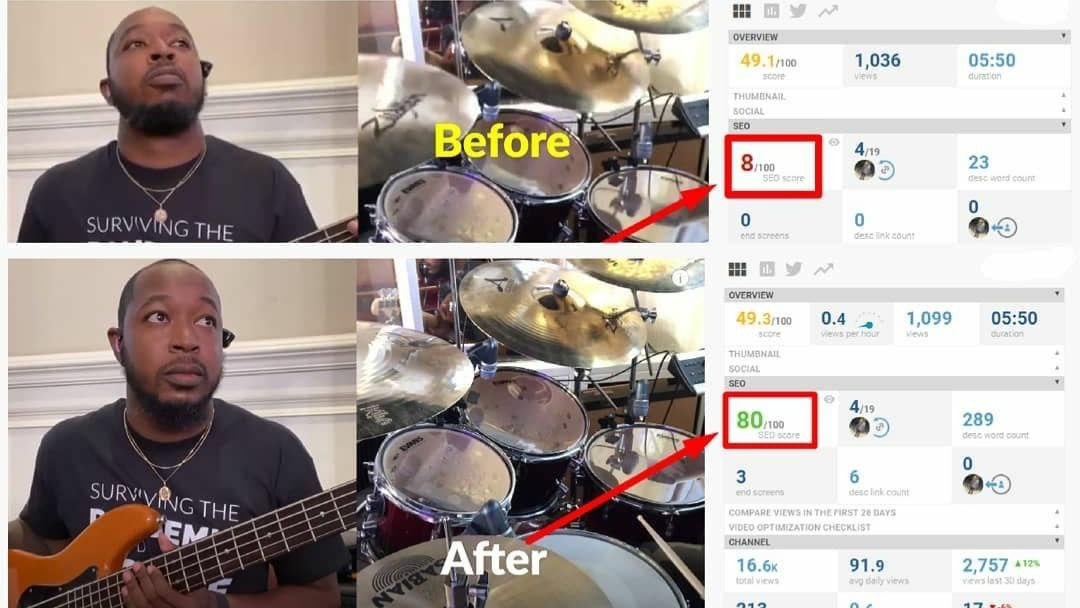 Before
SURVIVING THE
EVANS
OVERVIEW
49.1/100
score
1,036
views
05:50
duration
THUMBNAIL
SOCIAL
SEO
8/100
SEO score
4/19
23
desc word count
0
end screens
0
desc link count
0
After
SURVIVING THE
EVANS
SABIAN
OVERVIEW
49.3/100
score
0.4
views per hour
1,099
views
05:50
duration
THUMBNAIL
SOCIAL
SEO
80/100
SEO score
4/19
289
desc word count
3
end screens
6
desc link count
0
COMPARE VIEWS IN THE FIRST 28 DAYS
VIDEO OPTIMIZATION CHECKLIST
CHANNEL
16.6K
total views
91.9
avg daily views
2,757 ▲12%
views last 30 days